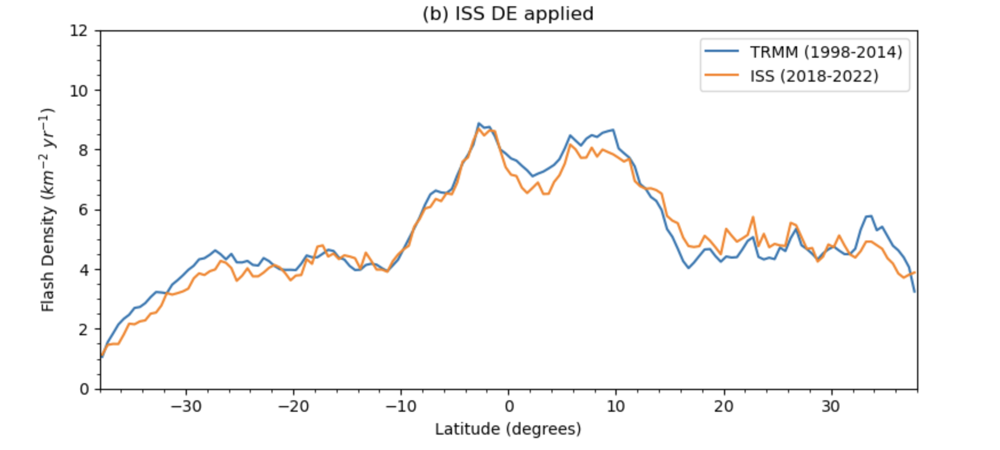 (b) ISS DE applied
12
10
8
6
4
2
0
Flash Density (km⁻² yr⁻¹)
TRMM (1998-2014)
ISS (2018-2022)
−30 −20 −10 0 10 20 30
Latitude (degrees)